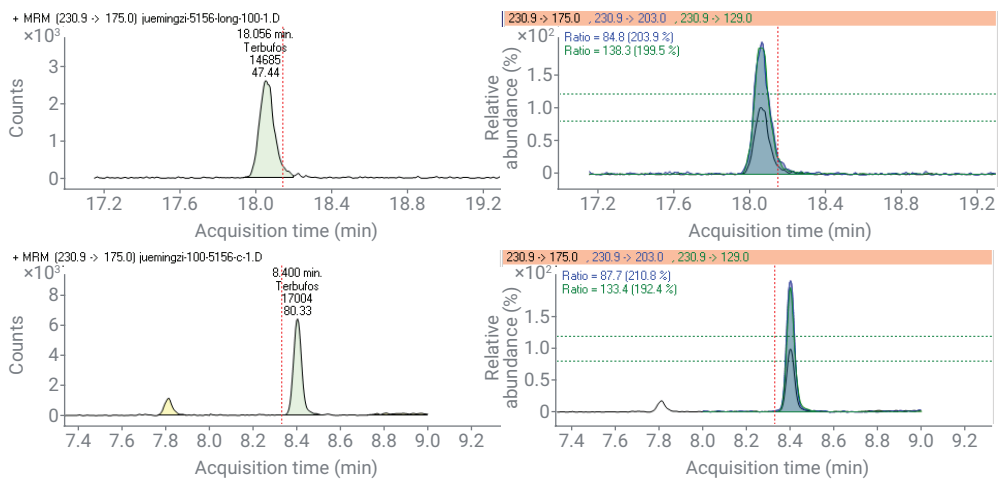 + MRM (230.9 -> 175.0) juemingzi-5156-long-100-1.D
×10³
18.056 min.
Terbufos
14685
47.44
3
2
1
0
Counts
17.2 17.6 18.0 18.4 18.8 19.2
Acquisition time (min)
230.9 -> 175.0 , 230.9 -> 203.0 , 230.9 -> 129.0
×10²
Ratio = 84.8 (203.9 %)
Ratio = 138.3 (199.5 %)
1.5
1.0
0.5
0
Relative
abundance (%)
17.2 17.6 18.0 18.4 18.8 19.2
Acquisition time (min)
+ MRM (230.9 -> 175.0) juemingzi-100-5156-c-1.D
×10³
8.400 min.
Terbufos
17004
80.33
8
6
4
2
0
Counts
7.4 7.6 7.8 8.0 8.2 8.4 8.6 8.8 9.0 9.2
Acquisition time (min)
230.9 -> 175.0 , 230.9 -> 203.0 , 230.9 -> 129.0
×10²
Ratio = 87.7 (210.8 %)
Ratio = 133.4 (192.4 %)
1.5
1.0
0.5
0
Relative
abundance (%)
7.4 7.6 7.8 8.0 8.2 8.4 8.6 8.8 9.0 9.2
Acquisition time (min)